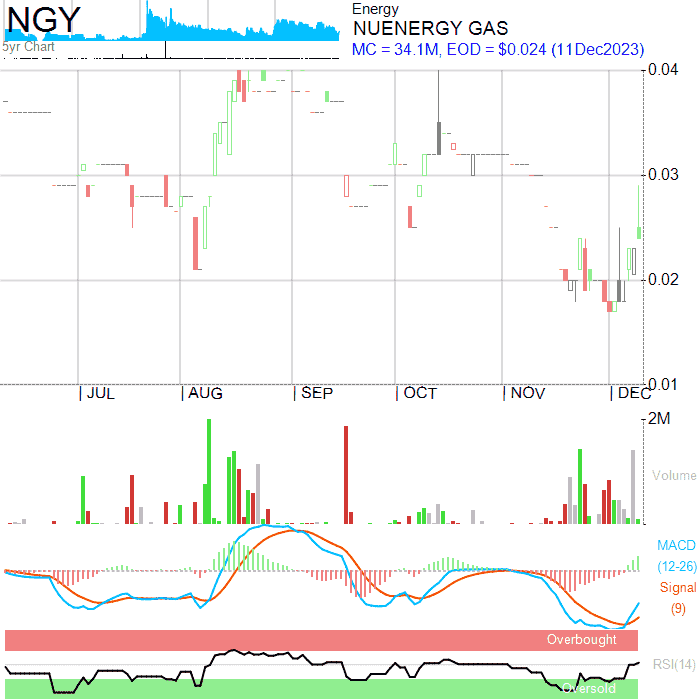 NGY
Energy
NUENERGY GAS
5yr Chart
MC = 34.1M, EOD = $0.024 (11Dec2023)
0.04
0.03
0.02
0.01
JUL AUG SEP OCT NOV DEC
2M
Volume
MACD
(12-26)
Signal
(9)
Overbought
RSI(14)
Oversold